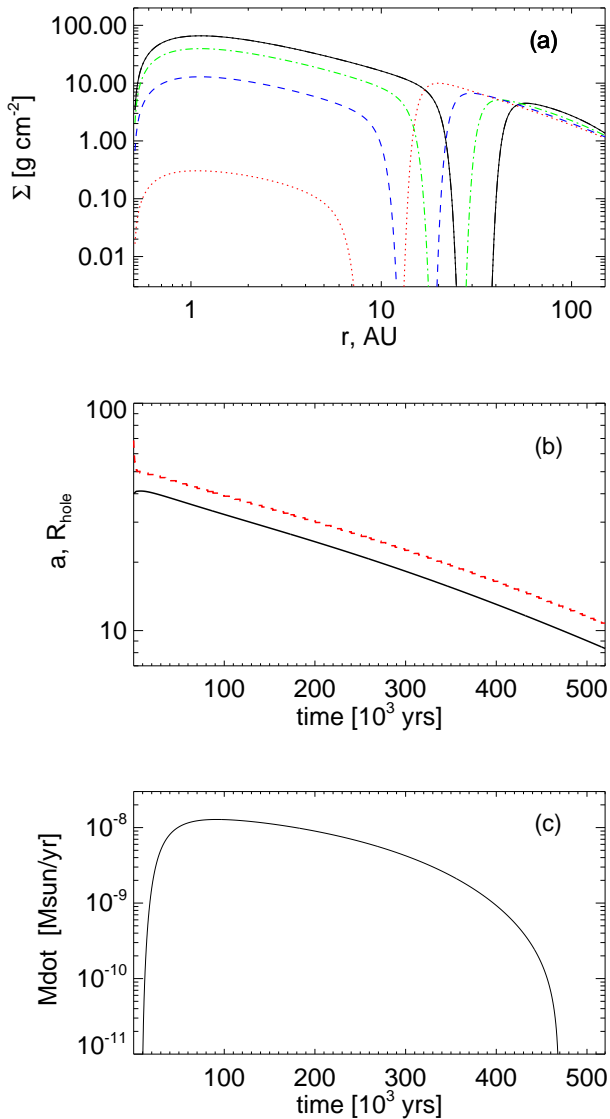 (a)
100.00
10.00
1.00
0.10
0.01
Σ [g cm⁻²]
1
10
100
r, AU
100
10
(b)
a, R_hole
100
200
300
400
500
time [10³ yrs]
10⁻⁸
10⁻⁹
10⁻¹⁰
10⁻¹¹
(c)
Mdot [Msun/yr]
100
200
300
400
500
time [10³ yrs]